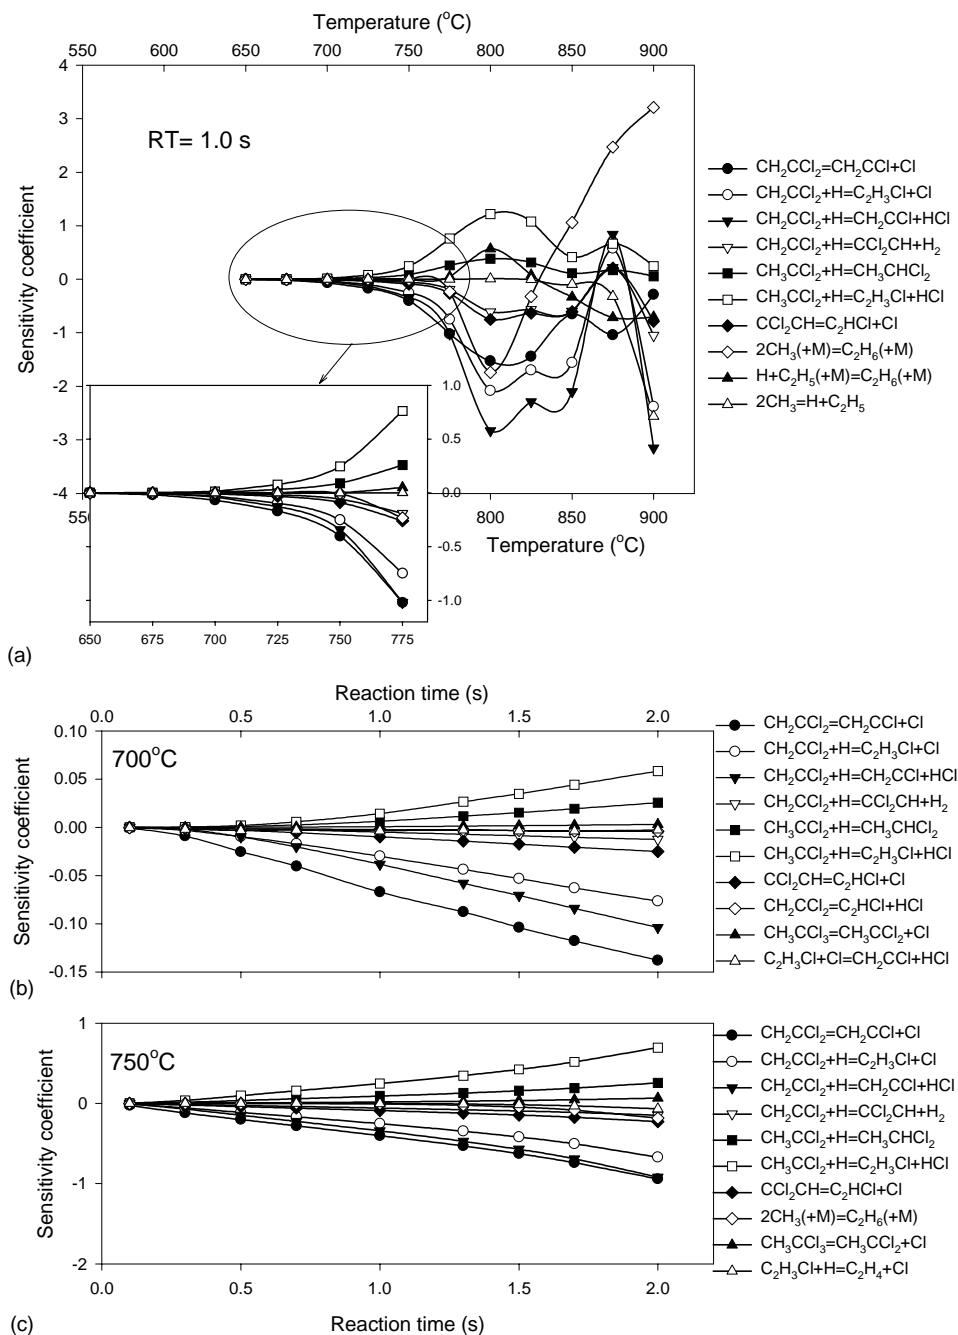 Temperature (°C)
550 600 650 700 750 800 850 900
4
3
2
1
0
-1
-2
-3
-4
Sensitivity coefficient
RT= 1.0 s
CH₂CCl₂=CH₂CCl+Cl
CH₂CCl₂+H=C₂H₃Cl+Cl
CH₂CCl₂+H=CH₂CCl+HCl
CH₂CCl₂+H=CCl₂CH+H₂
CH₃CCl₂+H=CH₃CHCl₂
CH₃CCl₂+H=C₂H₃Cl+HCl
CCl₂CH=C₂HCl+Cl
2CH₃(+M)=C₂H₆(+M)
H+C₂H₅(+M)=C₂H₆(+M)
2CH₃=H+C₂H₅
1.0
0.5
0.0
-0.5
-1.0
550 800 850 900
Temperature (°C)
650 675 700 725 750 775
(a)
Reaction time (s)
0.0 0.5 1.0 1.5 2.0
0.10
0.05
0.00
-0.05
-0.10
-0.15
Sensitivity coefficient
700°C
CH₂CCl₂=CH₂CCl+Cl
CH₂CCl₂+H=C₂H₃Cl+Cl
CH₂CCl₂+H=CH₂CCl+HCl
CH₂CCl₂+H=CCl₂CH+H₂
CH₃CCl₂+H=CH₃CHCl₂
CH₃CCl₂+H=C₂H₃Cl+HCl
CCl₂CH=C₂HCl+Cl
CH₂CCl₂=C₂HCl+HCl
CH₃CCl₃=CH₃CCl₂+Cl
C₂H₃Cl+Cl=CH₂CCl+HCl
(b)
1
0
-1
-2
Sensitivity coefficient
750°C
CH₂CCl₂=CH₂CCl+Cl
CH₂CCl₂+H=C₂H₃Cl+Cl
CH₂CCl₂+H=CH₂CCl+HCl
CH₂CCl₂+H=CCl₂CH+H₂
CH₃CCl₂+H=CH₃CHCl₂
CH₃CCl₂+H=C₂H₃Cl+HCl
CCl₂CH=C₂HCl+Cl
2CH₃(+M)=C₂H₆(+M)
CH₃CCl₃=CH₃CCl₂+Cl
C₂H₃Cl+H=C₂H₄+Cl
0.0 0.5 1.0 1.5 2.0
(c)
Reaction time (s)